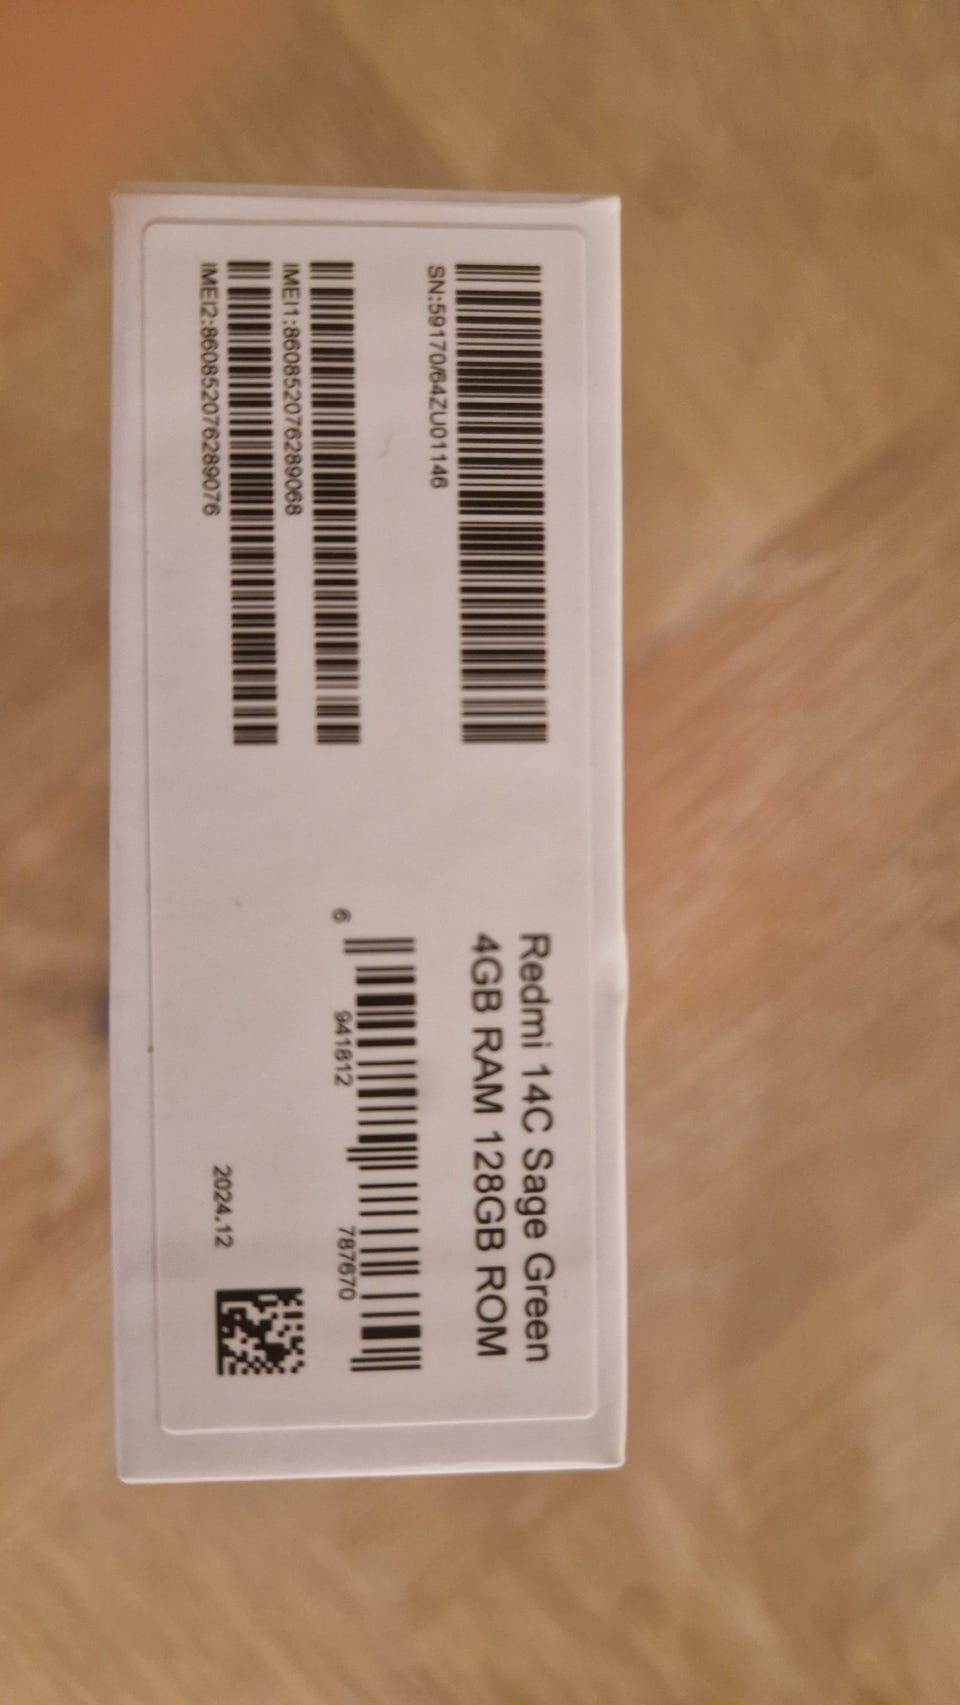 Redmi 14C Sage Green
4GB RAM 128GB ROM
SN:59170/64ZU01146
IMEI1:860852076289068
IMEI2:860852076289076
6 941812 787670
2024.12